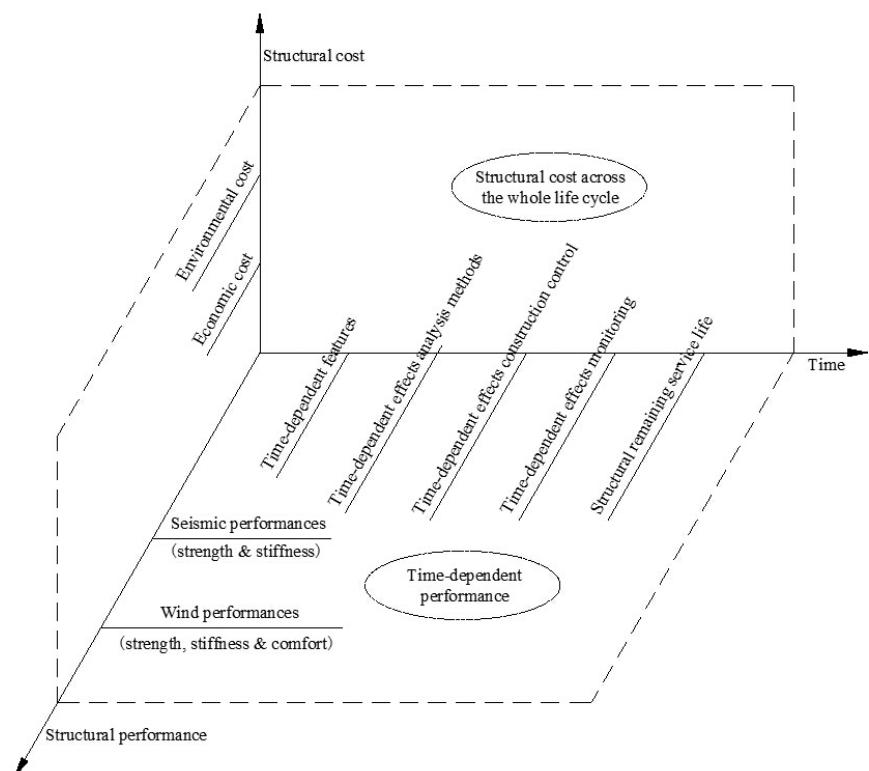 Structural cost
Structural cost across
the whole life cycle
Environmental cost
Economic cost
Time
Time-dependent features
Time-dependent effects analysis methods
Time-dependent effects construction control
Time-dependent effects monitoring
Structural remaining service life
Seismic performances
(strength & stiffness)
Time-dependent
performance
Wind performances
(strength, stiffness & comfort)
Structural performance